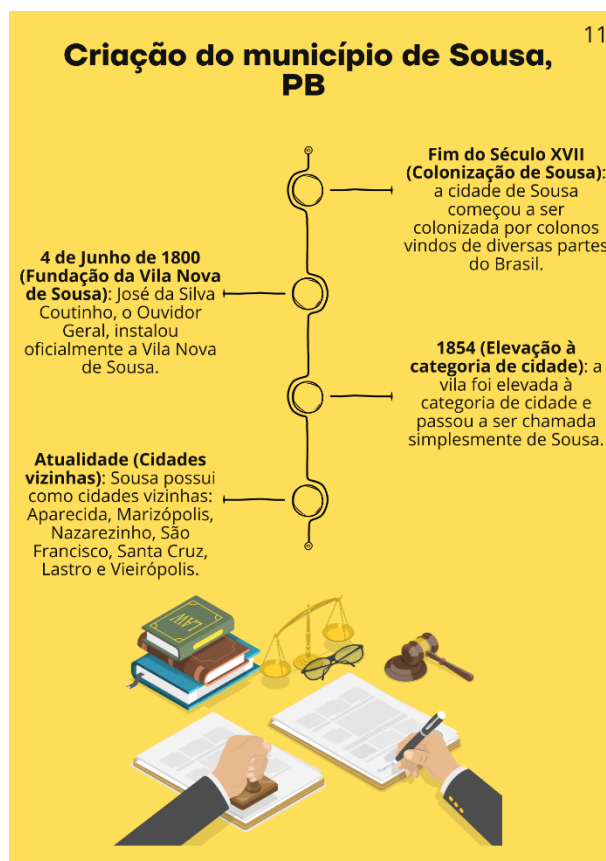 11
Criação do município de Sousa,
PB
Fim do Século XVII
(Colonização de Sousa):
a cidade de Sousa
começou a ser
colonizada por colonos
vindos de diversas partes
do Brasil.
4 de Junho de 1800
(Fundação da Vila Nova
de Sousa): José da Silva
Coutinho, o Ouvidor
Geral, instalou
oficialmente a Vila Nova
de Sousa.
1854 (Elevação à
categoria de cidade): a
vila foi elevada à
categoria de cidade e
passou a ser chamada
simplesmente de Sousa.
Atualidade (Cidades
vizinhas): Sousa possui
como cidades vizinhas:
Aparecida, Marizópolis,
Nazarezinho, São
Francisco, Santa Cruz,
Lastro e Vieirópolis.
LAW